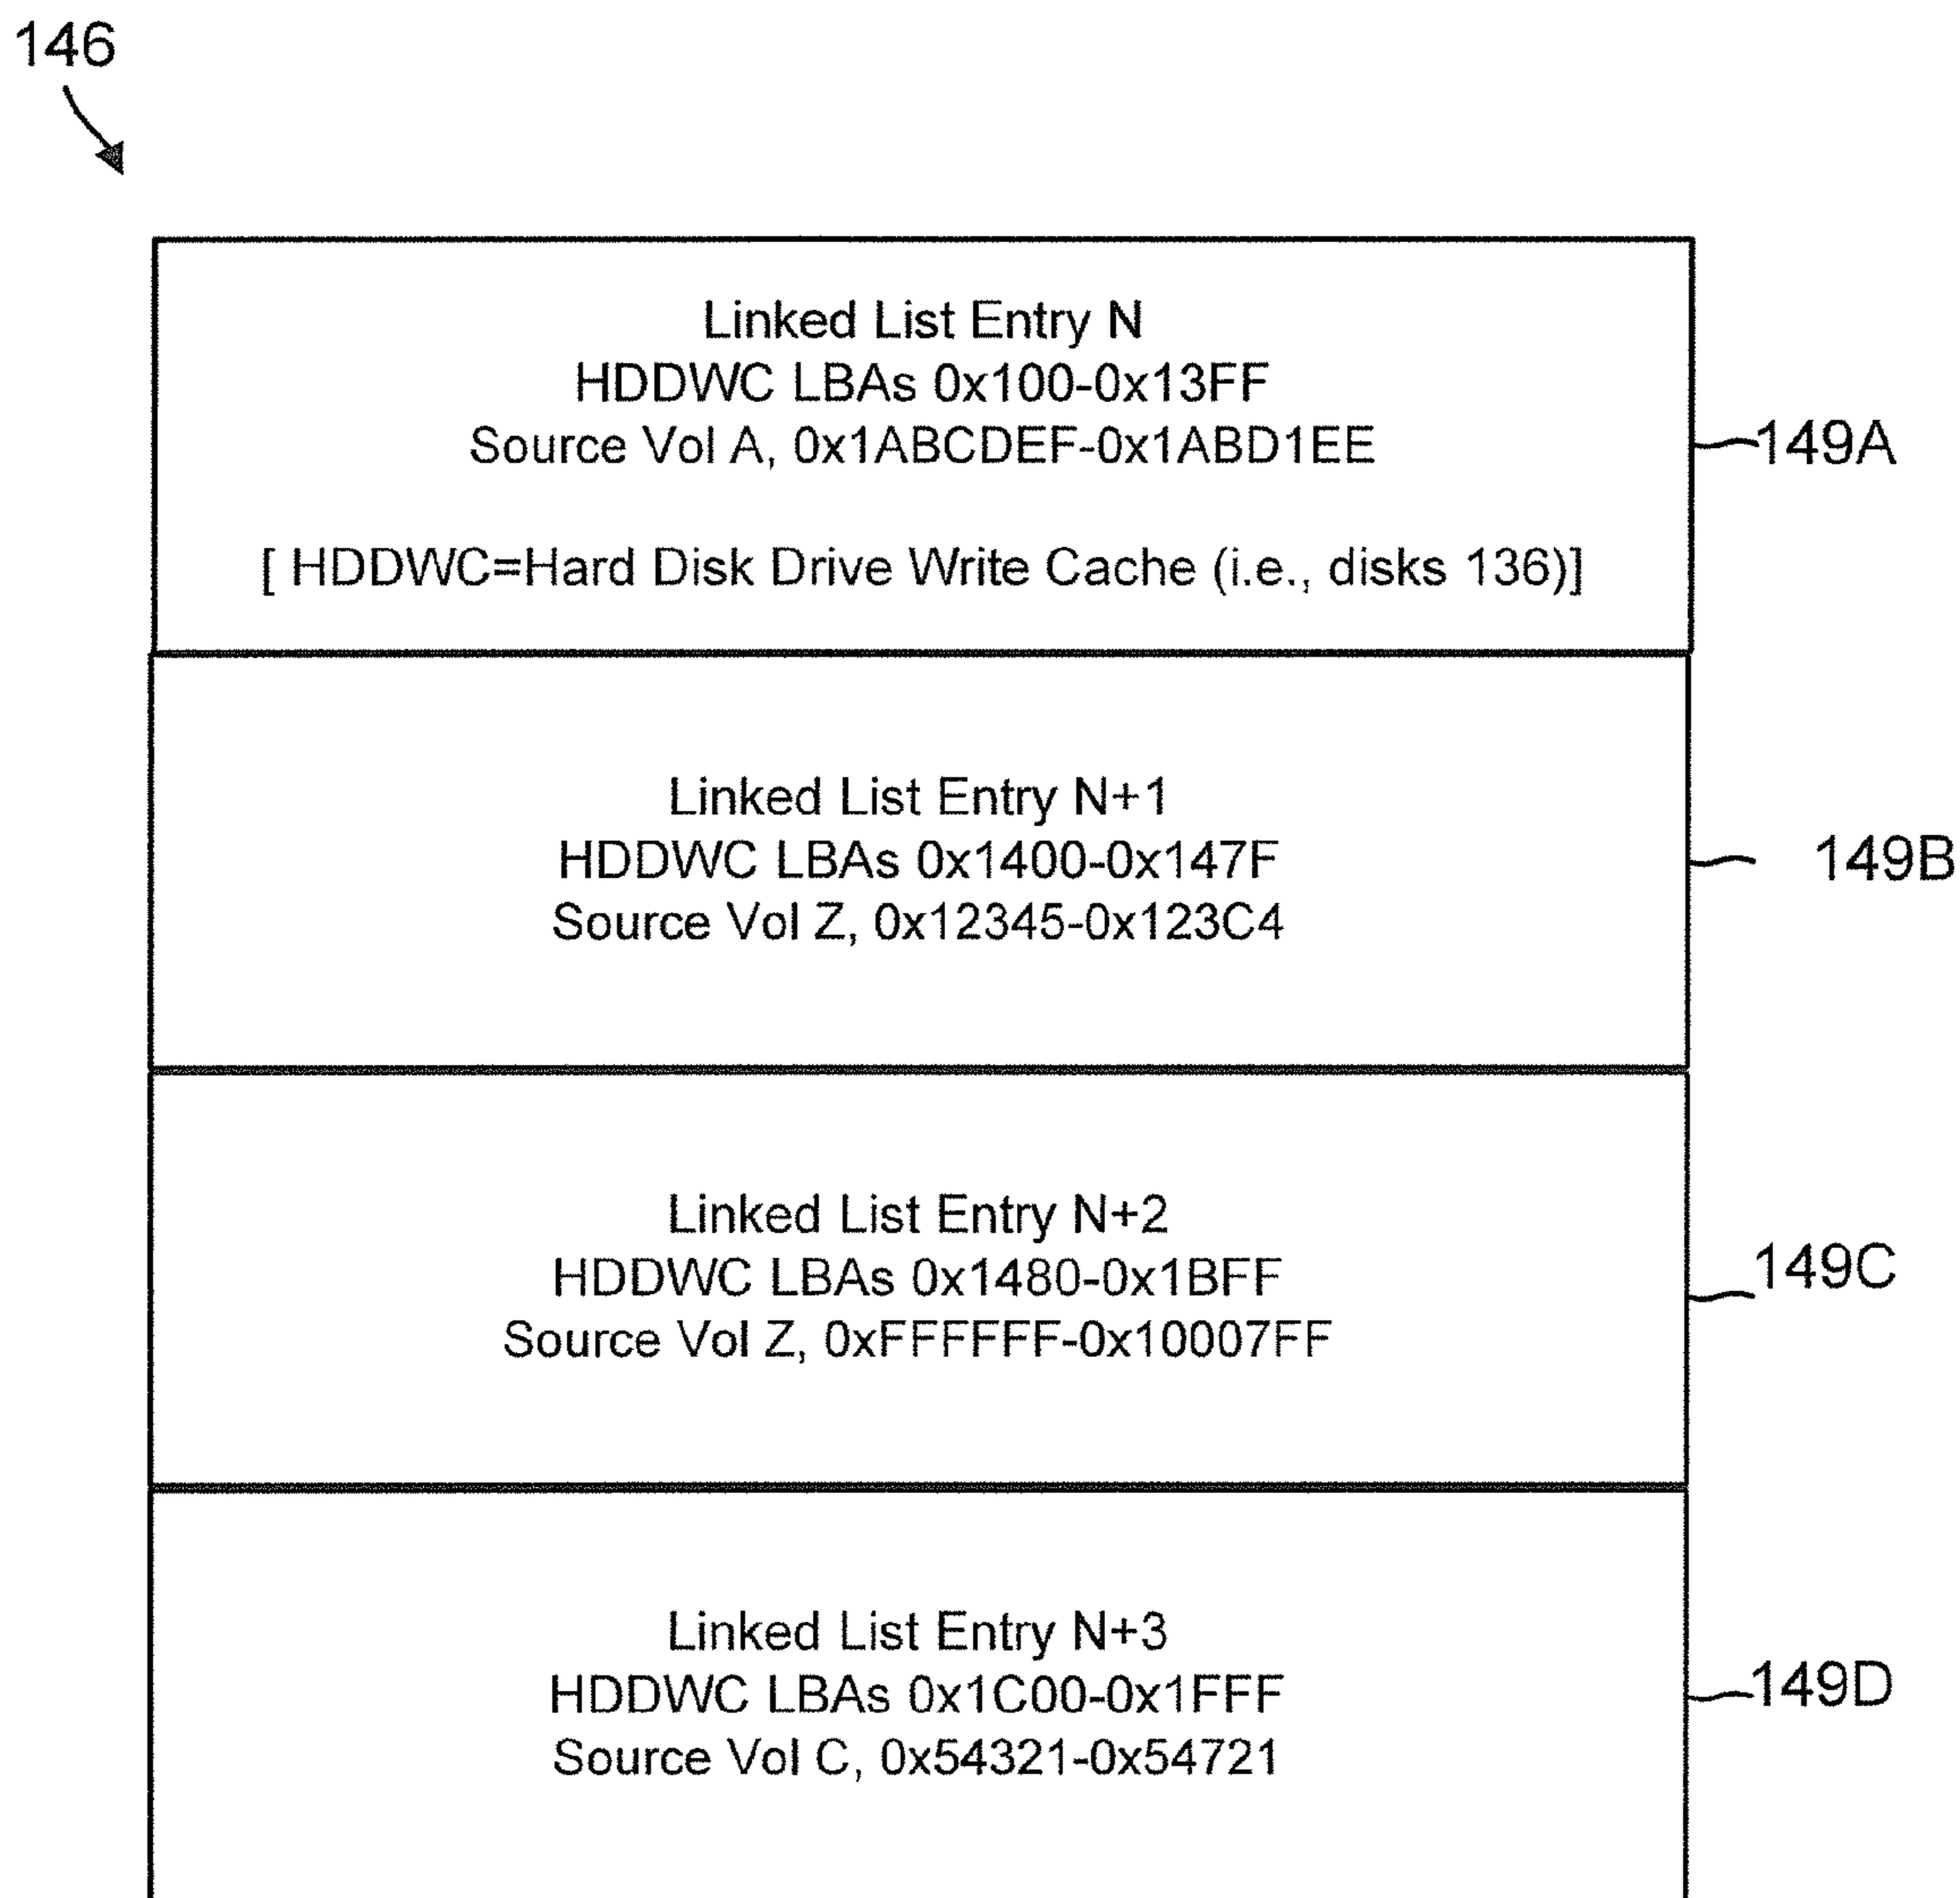 146
Linked List Entry N
HDDWC LBAs 0x100-0x13FF
Source Vol A, 0x1ABCDEF-0x1ABD1EE
149A
[ HDDWC=Hard Disk Drive Write Cache (i.e., disks 136)]
Linked List Entry N+1
HDDWC LBAs 0x1400-0x147F
149B
Source Vol Z, 0x12345-0x123C4
Linked List Entry N+2
HDDWC LBAs 0x1480-0x1BFF
149C
Source Vol Z, 0xFFFFFF-0x10007FF
Linked List Entry N+3
HDDWC LBAs 0x1C00-0x1FFF
149D
Source Vol C, 0x54321-0x54721